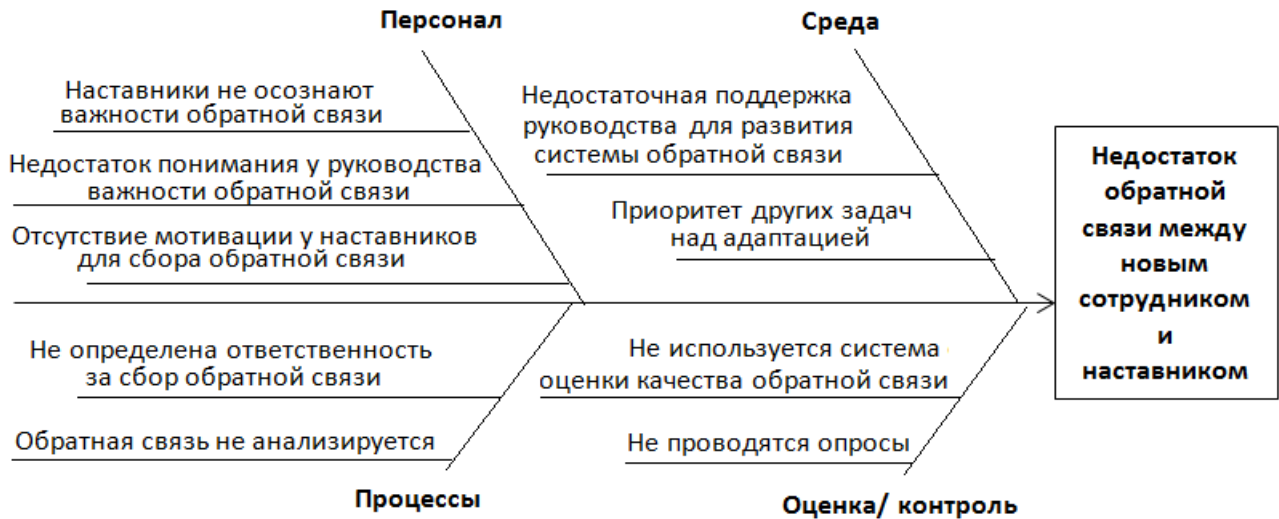 Персонал
Среда
Наставники не осознают
важности обратной связи
Недостаток понимания у руководства
важности обратной связи
Отсутствие мотивации у наставников
для сбора обратной связи
Недостаточная поддержка
руководства для развития
системы обратной связи
Приоритет других задач
над адаптацией
Недостаток
обратной
связи между
новым
сотрудником
и
наставником
Не определена ответственность
за сбор обратной связи
Обратная связь не анализируется
Не используется система
оценки качества обратной связи
Не проводятся опросы
Процессы
Оценка/ контроль